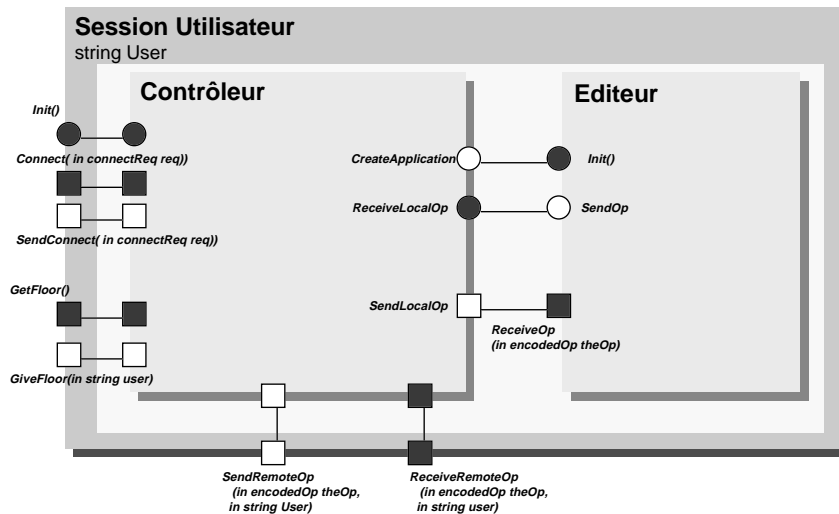 Session Utilisateur
string User
Contrôleur
Editeur
Init()
Connect( in connectReq req))
SendConnect( in connectReq req))
GetFloor()
GiveFloor(in string user)
CreateApplication
Init()
ReceiveLocalOp
SendOp
SendLocalOp
ReceiveOp
(in encodedOp theOp)
SendRemoteOp
(in encodedOp theOp,
in string User)
ReceiveRemoteOp
(in encodedOp theOp,
in string user)